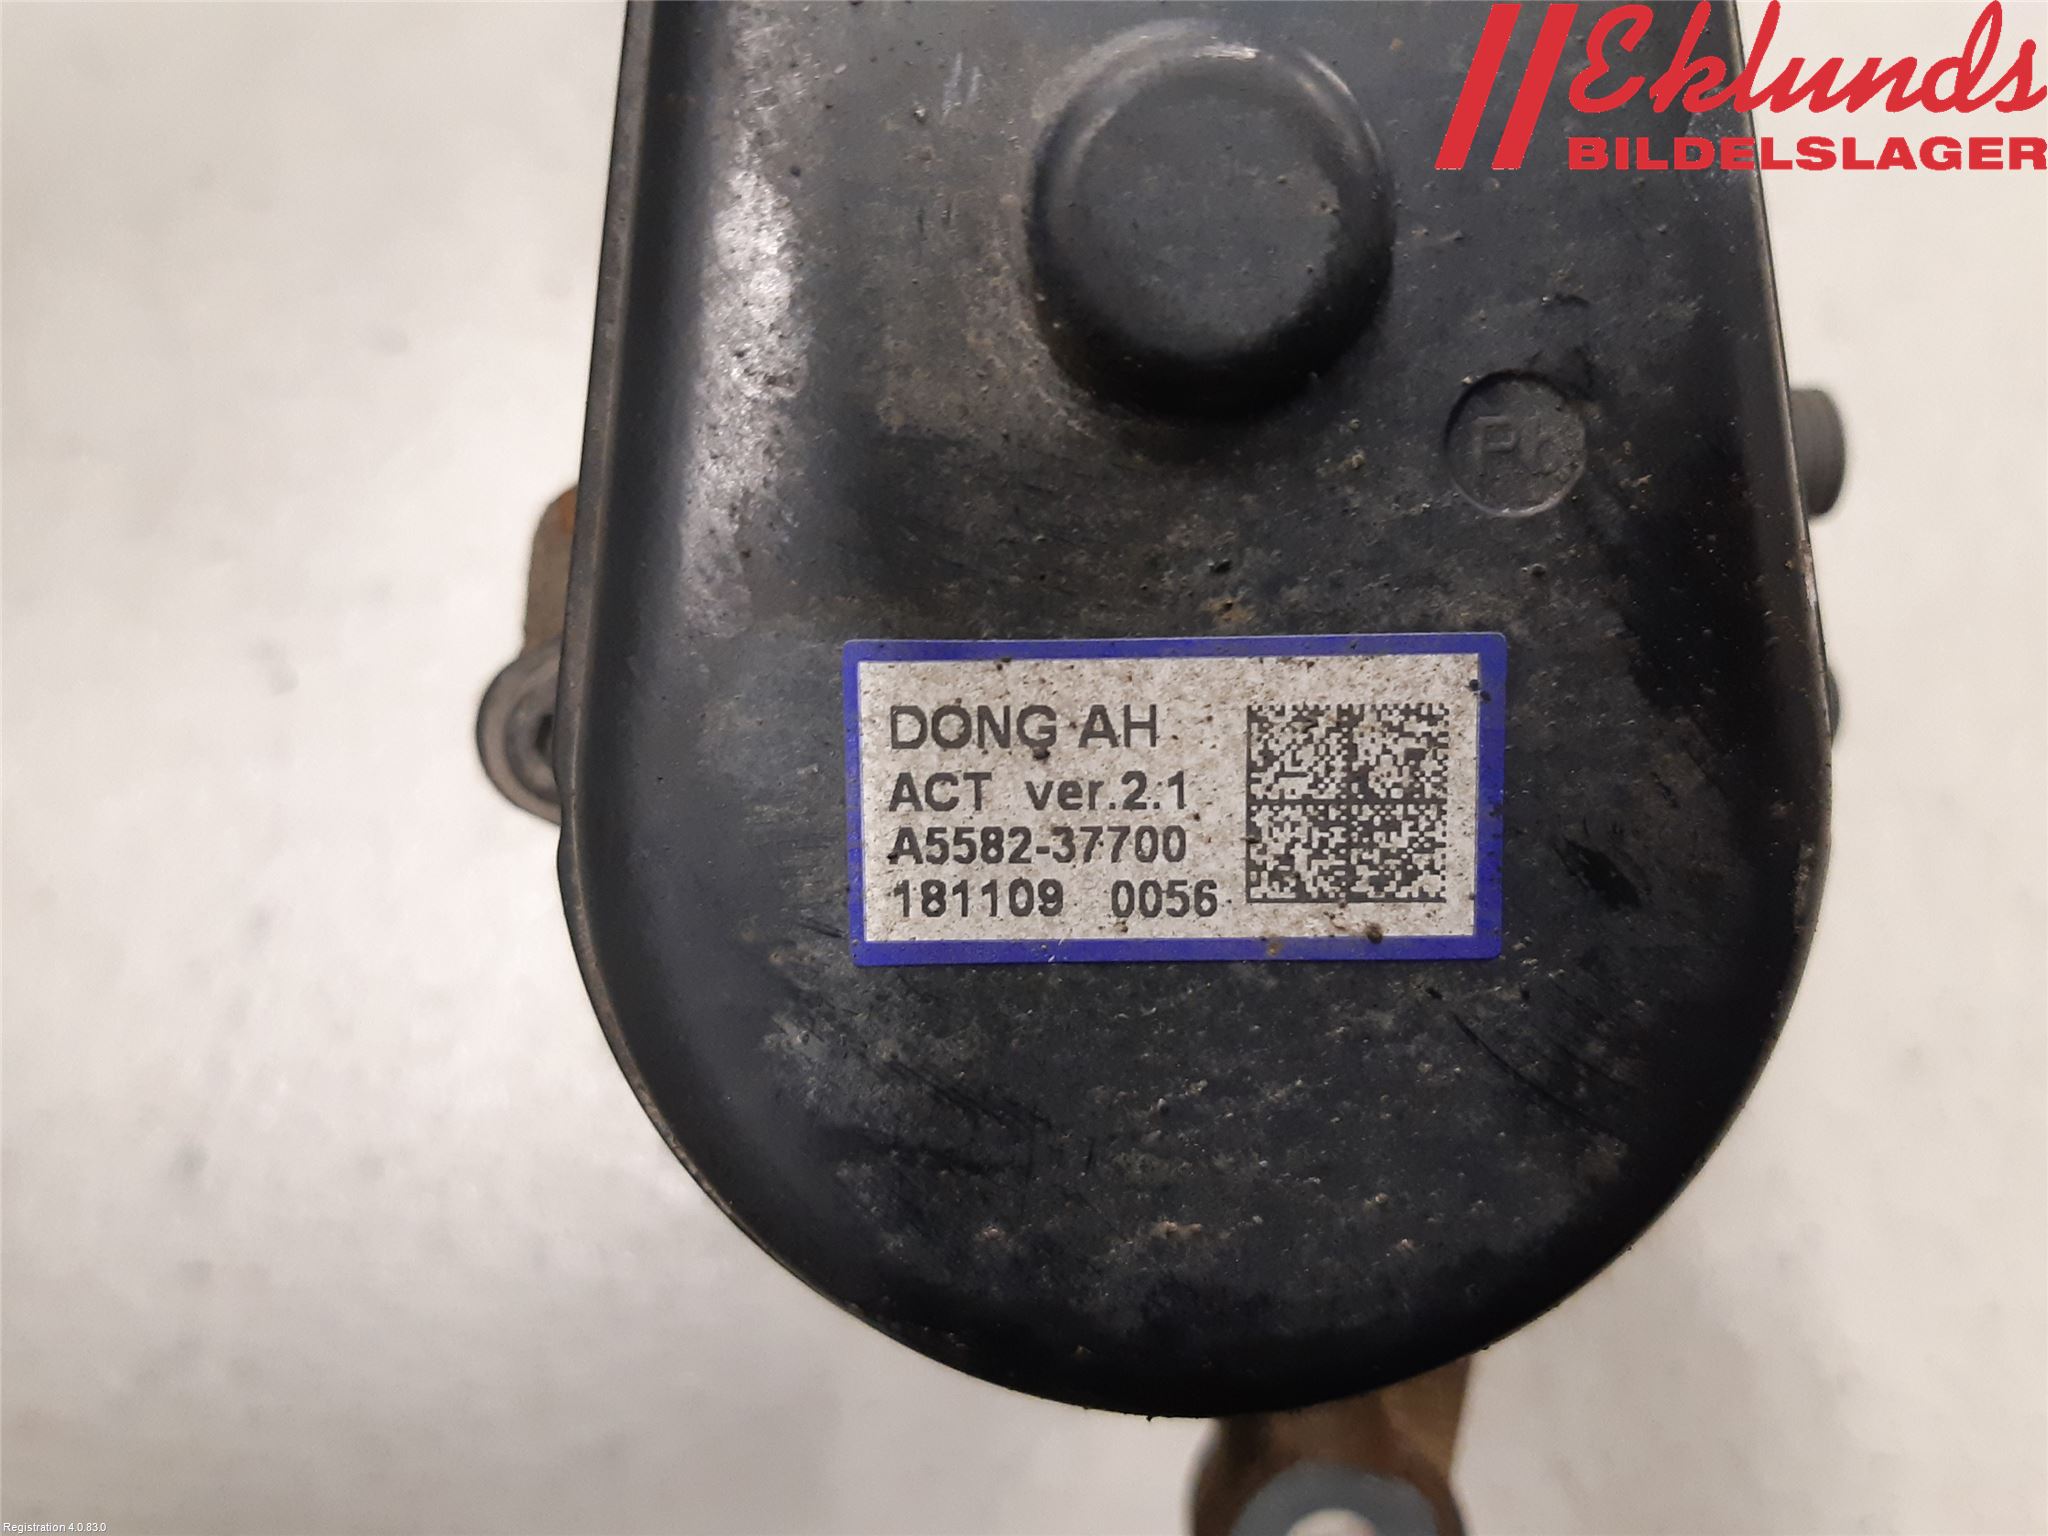 Eklunds
BILDELSLAGER
Pb
DONG AH
ACT ver.2.1
A5582-37700
181109 0056
Registration 4.0.83.0